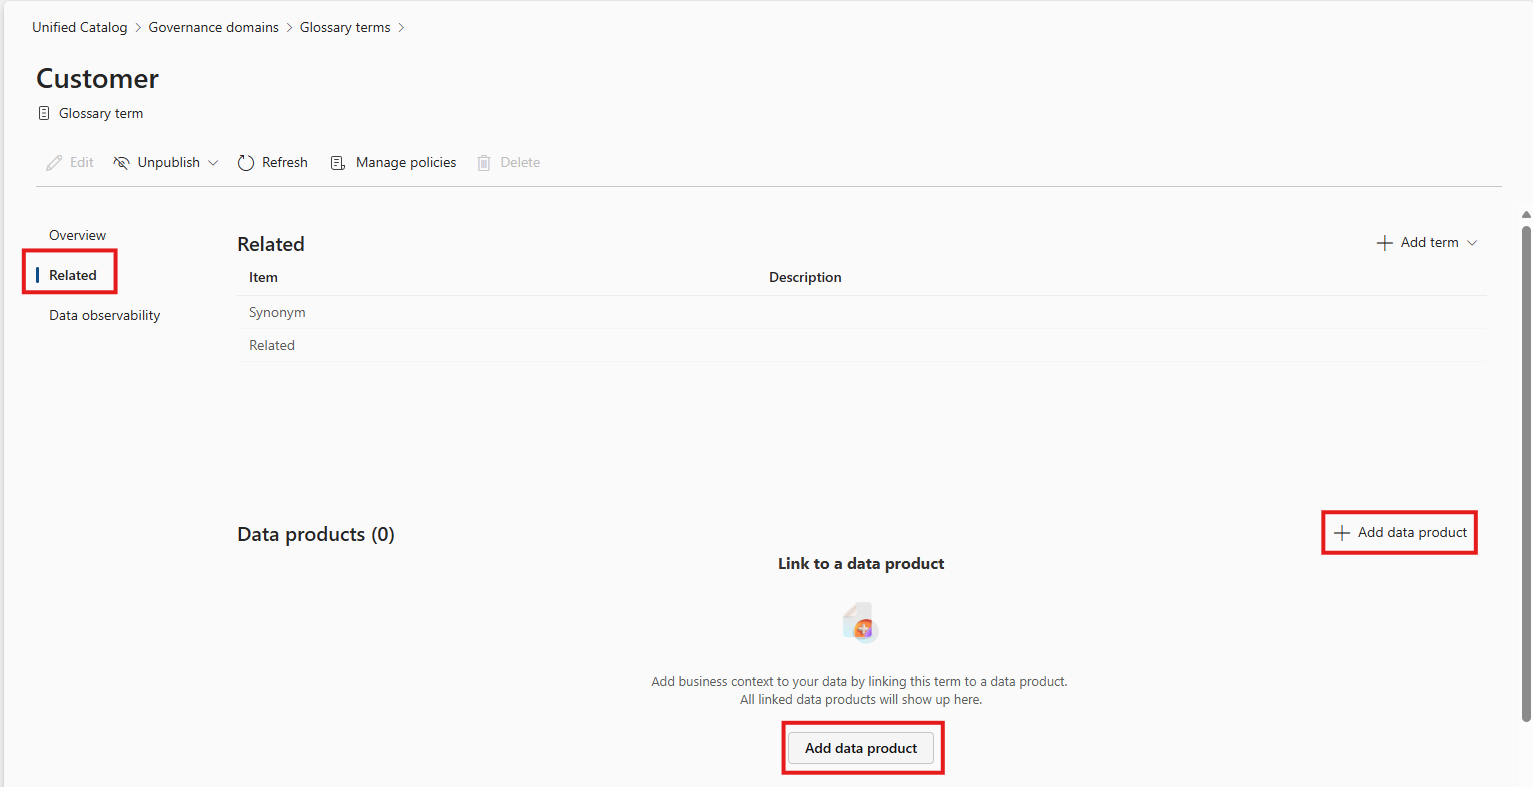 Unified Catalog > Governance domains > Glossary terms >
Customer
Glossary term
Edit Unpublish Refresh Manage policies Delete
Overview
Related
Data observability
Related
Add term
Item Description
Synonym
Related
Data products (0)
Add data product
Link to a data product
Add business context to your data by linking this term to a data product.
All linked data products will show up here.
Add data product